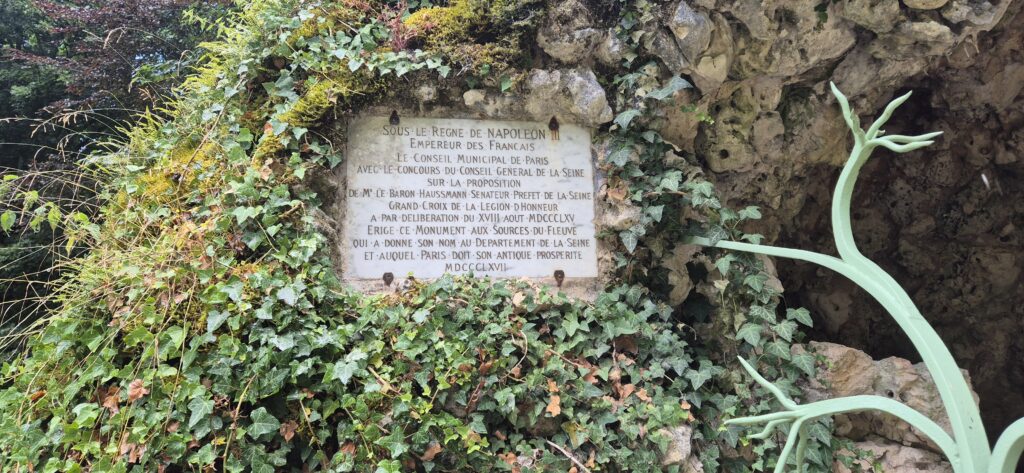 SOUS LE REGNE DE NAPOLEON III
EMPEREUR DES FRANCAIS
LE CONSEIL MUNICIPAL DE PARIS
AVEC LE CONCOURS DU CONSEIL GENERAL DE LA SEINE
SUR LA PROPOSITION
DE MR LE BARON HAUSSMANN SENATEUR PREFET DE LA SEINE
GRAND-CROIX DE LA LEGION D'HONNEUR
A PAR DELIBERATION DU XVIII AOUT MDCCCLXV
ERIGE CE MONUMENT AUX SOURCES DU FLEUVE
QUI A DONNE SON NOM AU DEPARTEMENT DE LA SEINE
ET AUQUEL PARIS DOIT SON ANTIQUE PROSPERITE
MDCCCLXVII